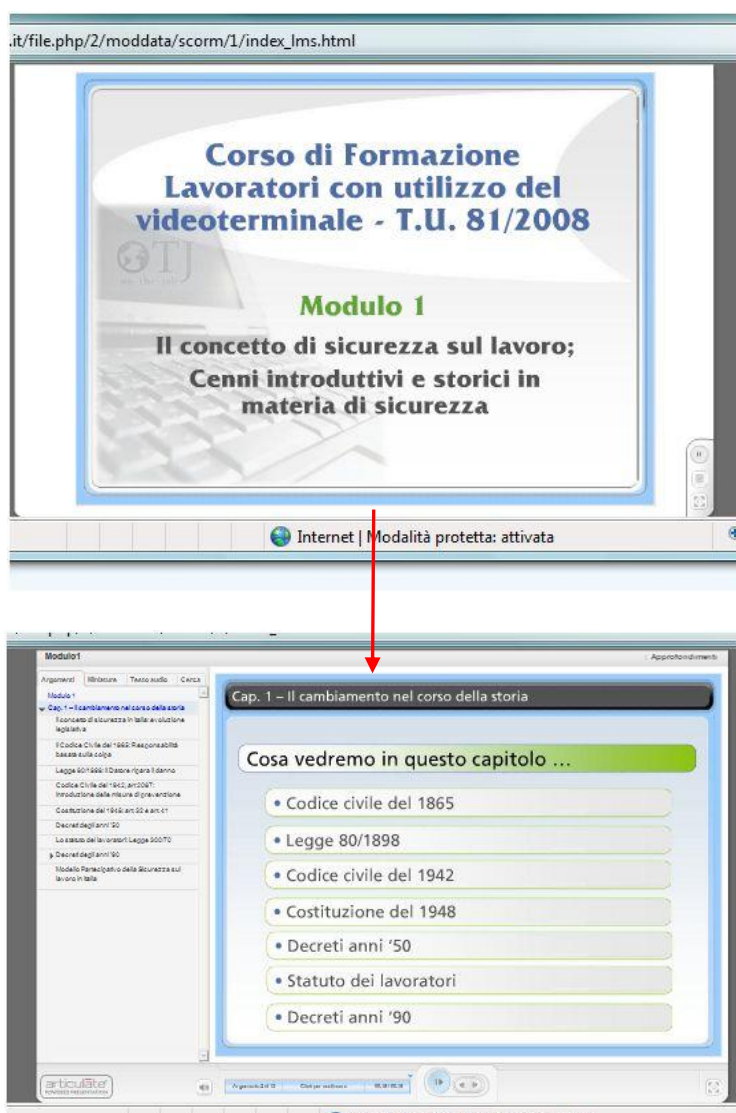 .it/file.php/2/moddata/scorm/1/index_lms.html
Corso di Formazione
Lavoratori con utilizzo del
videoterminale - T.U. 81/2008
OTJ
Modulo 1
Il concetto di sicurezza sul lavoro;
Cenni introduttivi e storici in
materia di sicurezza
Internet | Modalità protetta: attivata
Modulo1
Approfondimenti
Argomenti Miniature Testo audio Cerca
Modulo 1
Cap. 1 – Il cambiamento nel corso della storia
Il concetto di sicurezza in Italia: evoluzione
legislativa
Il Codice Civile del 1865: Responsabilità
basata sulla colpa
Legge 80/1898: Il Datore ripara il danno
Codice Civile del 1942, art.2087:
Introduzione delle misure di prevenzione
Costituzione del 1948: art.32 e art.41
Decreti degli anni '50
Lo statuto dei lavoratori: Legge 300/70
Decreti degli anni '90
Modello Partecipativo della Sicurezza sul
lavoro in Italia
Cap. 1 – Il cambiamento nel corso della storia
Cosa vedremo in questo capitolo ...
• Codice civile del 1865
• Legge 80/1898
• Codice civile del 1942
• Costituzione del 1948
• Decreti anni '50
• Statuto dei lavoratori
• Decreti anni '90
articulate
POWERED PRESENTATION